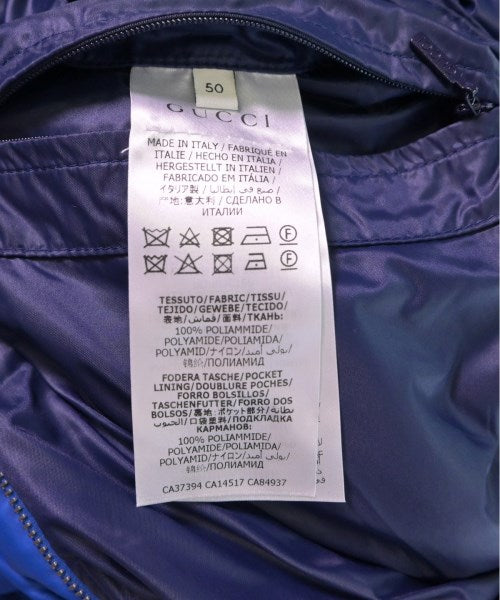 50
GUCCI
MADE IN ITALY / FABRIQUÉ EN
ITALIE / HECHO EN ITALIA /
HERGESTELLT IN ITALIEN /
FABRICADO EM ITÁLIA /
イタリア製 / صنع في إيطاليا /
产地: 意大利 / СДЕЛАНО В
ИТАЛИИ
F
F
TESSUTO/FABRIC/TISSU/
TEJIDO/GEWEBE/TECIDO/
表地/قماش/面料/ТКАНЬ:
100% POLIAMMIDE/
POLYAMIDE/POLIAMIDA/
POLYAMID/ナイロン/بولي أميد/
锦纶/ПОЛИАМИД
FODERA TASCHE/POCKET
LINING/DOUBLURE POCHES/
FORRO BOLSILLOS/
TASCHENFUTTER/FORRO DOS
BOLSOS/裏地: ポケット部分/بطانة
الجيوب/口袋塑料/ПОДКЛАДКА
КАРМАНОВ:
100% POLIAMMIDE/
POLYAMIDE/POLIAMIDA/
POLYAMID/ナイロン/بولي أميد/
锦纶/ПОЛИАМИД
CA37394 CA14517 CA84937